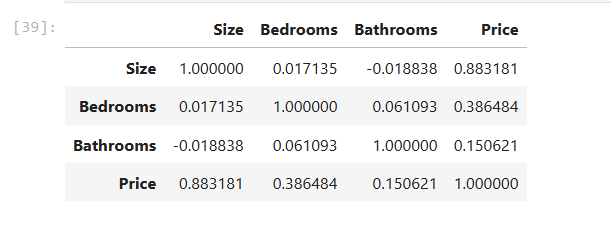 [39]:
Size Bedrooms Bathrooms Price
Size 1.000000 0.017135 -0.018838 0.883181
Bedrooms 0.017135 1.000000 0.061093 0.386484
Bathrooms -0.018838 0.061093 1.000000 0.150621
Price 0.883181 0.386484 0.150621 1.000000